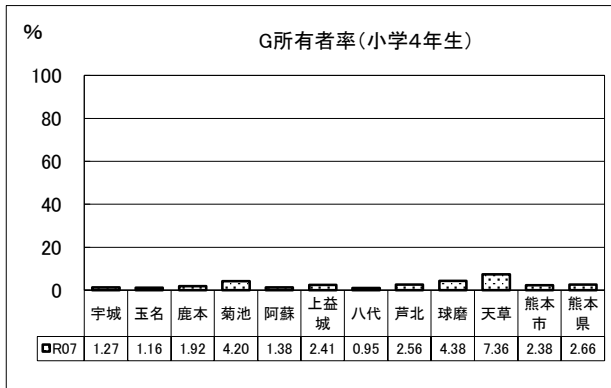 %
G所有者率(小学4年生)
100
80
60
40
20
0
宇城 玉名 鹿本 菊池 阿蘇 上益城 八代 芦北 球磨 天草 熊本市 熊本県
R07 1.27 1.16 1.92 4.20 1.38 2.41 0.95 2.56 4.38 7.36 2.38 2.66